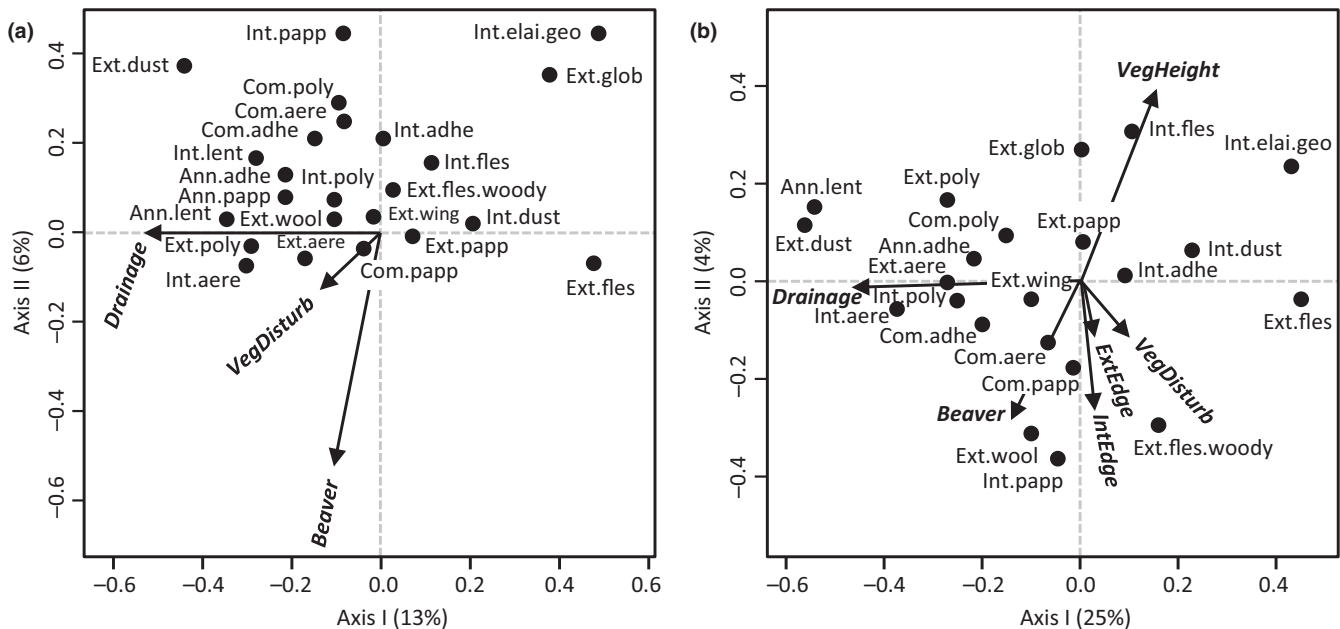 (a)
Int.papp
Int.elai.geo
Ext.dust
Ext.glob
Com.poly
Com.aere
Com.adhe
Int.adhe
Int.lent
Int.fles
Ann.adhe
Int.poly
Ext.fles.woody
Ann.papp
Ann.lent
Ext.wool
Ext.wing
Int.dust
Ext.poly
Ext.aere
Ext.papp
Int.aere
Com.papp
Ext.fles
Drainage
VegDisturb
Beaver
Axis II (6%)
0.4
0.2
0.0
−0.2
−0.4
−0.6
−0.6
−0.4
−0.2
0.0
0.2
0.4
0.6
Axis I (13%)
(b)
VegHeight
Int.fles
Int.elai.geo
Ext.glob
Ann.lent
Ext.poly
Ext.dust
Com.poly
Ext.papp
Ann.adhe
Int.dust
Ext.aere
Ext.wing
Int.adhe
Drainage
Int.poly
Int.aere
Ext.fles
Com.adhe
Com.aere
Com.papp
ExtEdge
VegDisturb
Beaver
IntEdge
Ext.wool
Ext.fles.woody
Int.papp
Axis II (4%)
0.4
0.2
0.0
−0.2
−0.4
−0.6
−0.4
−0.2
0.0
0.2
0.4
Axis I (25%)